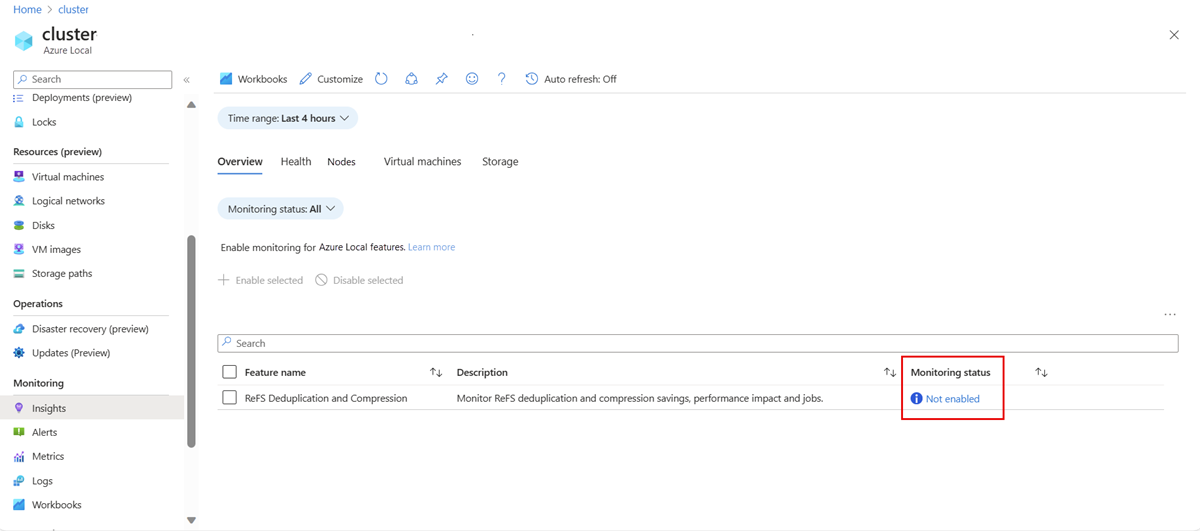 Home > cluster
cluster
Azure Local
Search
«
Workbooks Customize ? Auto refresh: Off
Deployments (preview)
Locks
Resources (preview)
Virtual machines
Logical networks
Disks
VM images
Storage paths
Operations
Disaster recovery (preview)
Updates (Preview)
Monitoring
Insights
Alerts
Metrics
Logs
Workbooks
Time range: Last 4 hours
Overview Health Nodes Virtual machines Storage
Monitoring status: All
Enable monitoring for Azure Local features. Learn more
Enable selected Disable selected
...
Search
Feature name Description Monitoring status
ReFS Deduplication and Compression Monitor ReFS deduplication and compression savings, performance impact and jobs. Not enabled